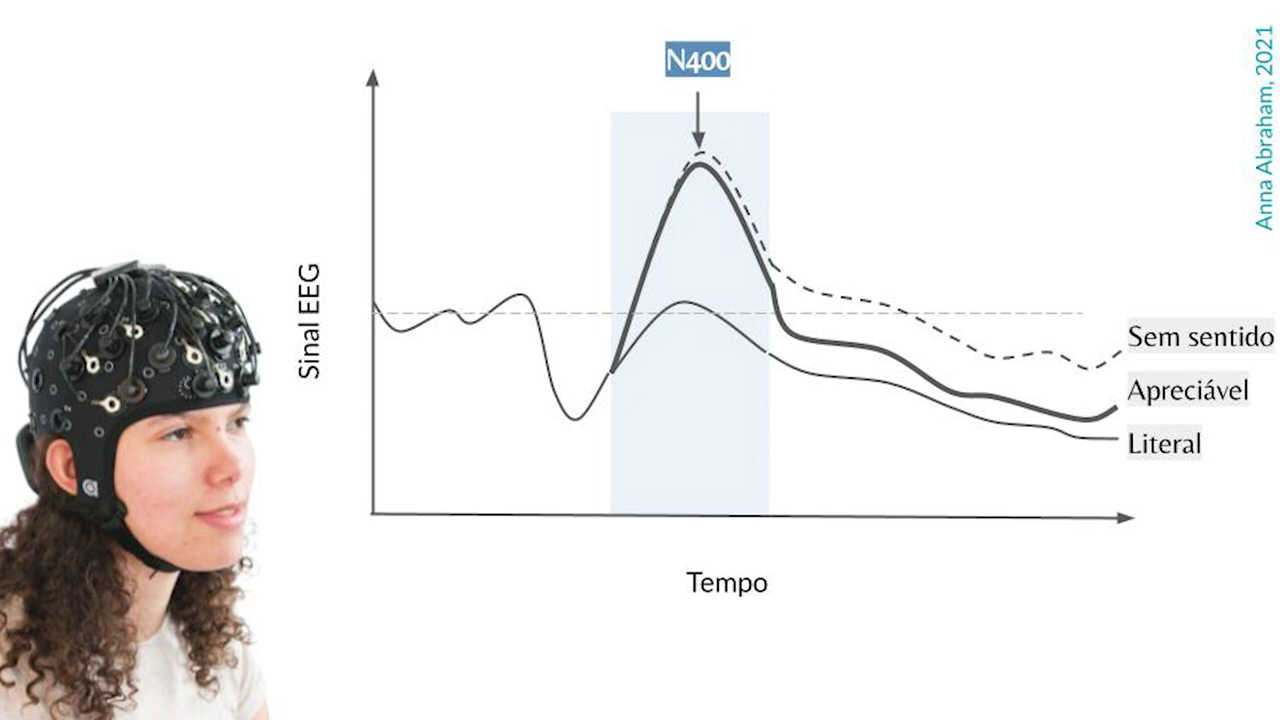 N400
Anna Abraham, 2021
Sinal EEG
Sem sentido
Apreciável
Literal
Tempo